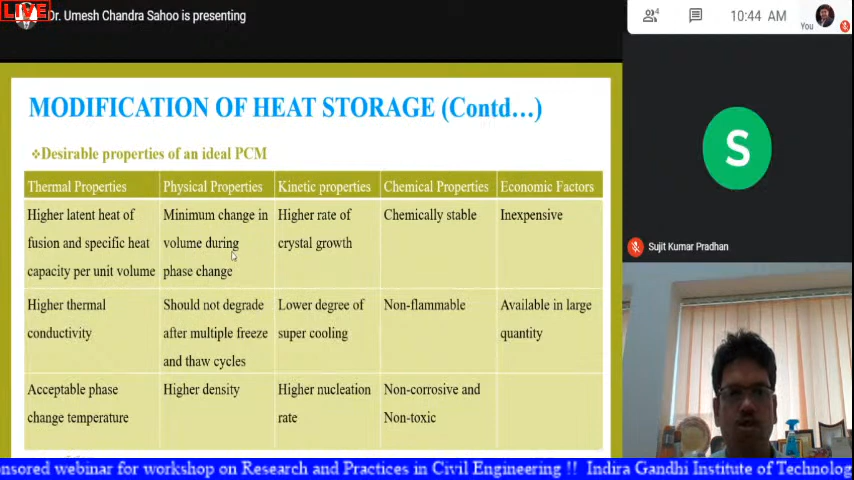 LIVE
Dr. Umesh Chandra Sahoo is presenting
4
10:44 AM
You
MODIFICATION OF HEAT STORAGE (Contd…)
❖Desirable properties of an ideal PCM
Thermal Properties
Physical Properties
Kinetic properties
Chemical Properties
Economic Factors
Higher latent heat of
fusion and specific heat
capacity per unit volume
Minimum change in
volume during
phase change
Higher rate of
crystal growth
Chemically stable
Inexpensive
Higher thermal
conductivity
Should not degrade
after multiple freeze
and thaw cycles
Lower degree of
super cooling
Non-flammable
Available in large
quantity
Acceptable phase
change temperature
Higher density
Higher nucleation
rate
Non-corrosive and
Non-toxic
S
Sujit Kumar Pradhan
onsored webinar for workshop on Research and Practices in Civil Engineering !! Indira Gandhi Institute of Technolog